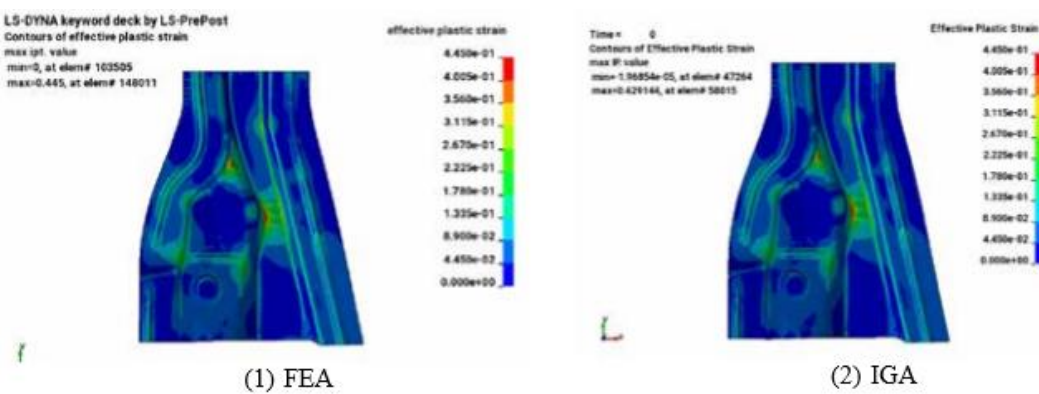 LS-DYNA keyword deck by LS-PrePost
Contours of effective plastic strain
max ipt. value
min=0, at elem# 103505
max=0.445, at elem# 148011
effective plastic strain
4.450e-01
4.005e-01
3.560e-01
3.115e-01
2.670e-01
2.225e-01
1.780e-01
1.335e-01
8.900e-02
4.450e-02
0.000e+00
Y
(1) FEA
Time = 0
Contours of Effective Plastic Strain
max IP. value
min=1.96854e-05, at elem# 47264
max=0.429144, at elem# 58015
Effective Plastic Strain
4.450e-01
4.005e-01
3.560e-01
3.115e-01
2.670e-01
2.225e-01
1.780e-01
1.335e-01
8.900e-02
4.450e-02
0.000e+00
(2) IGA